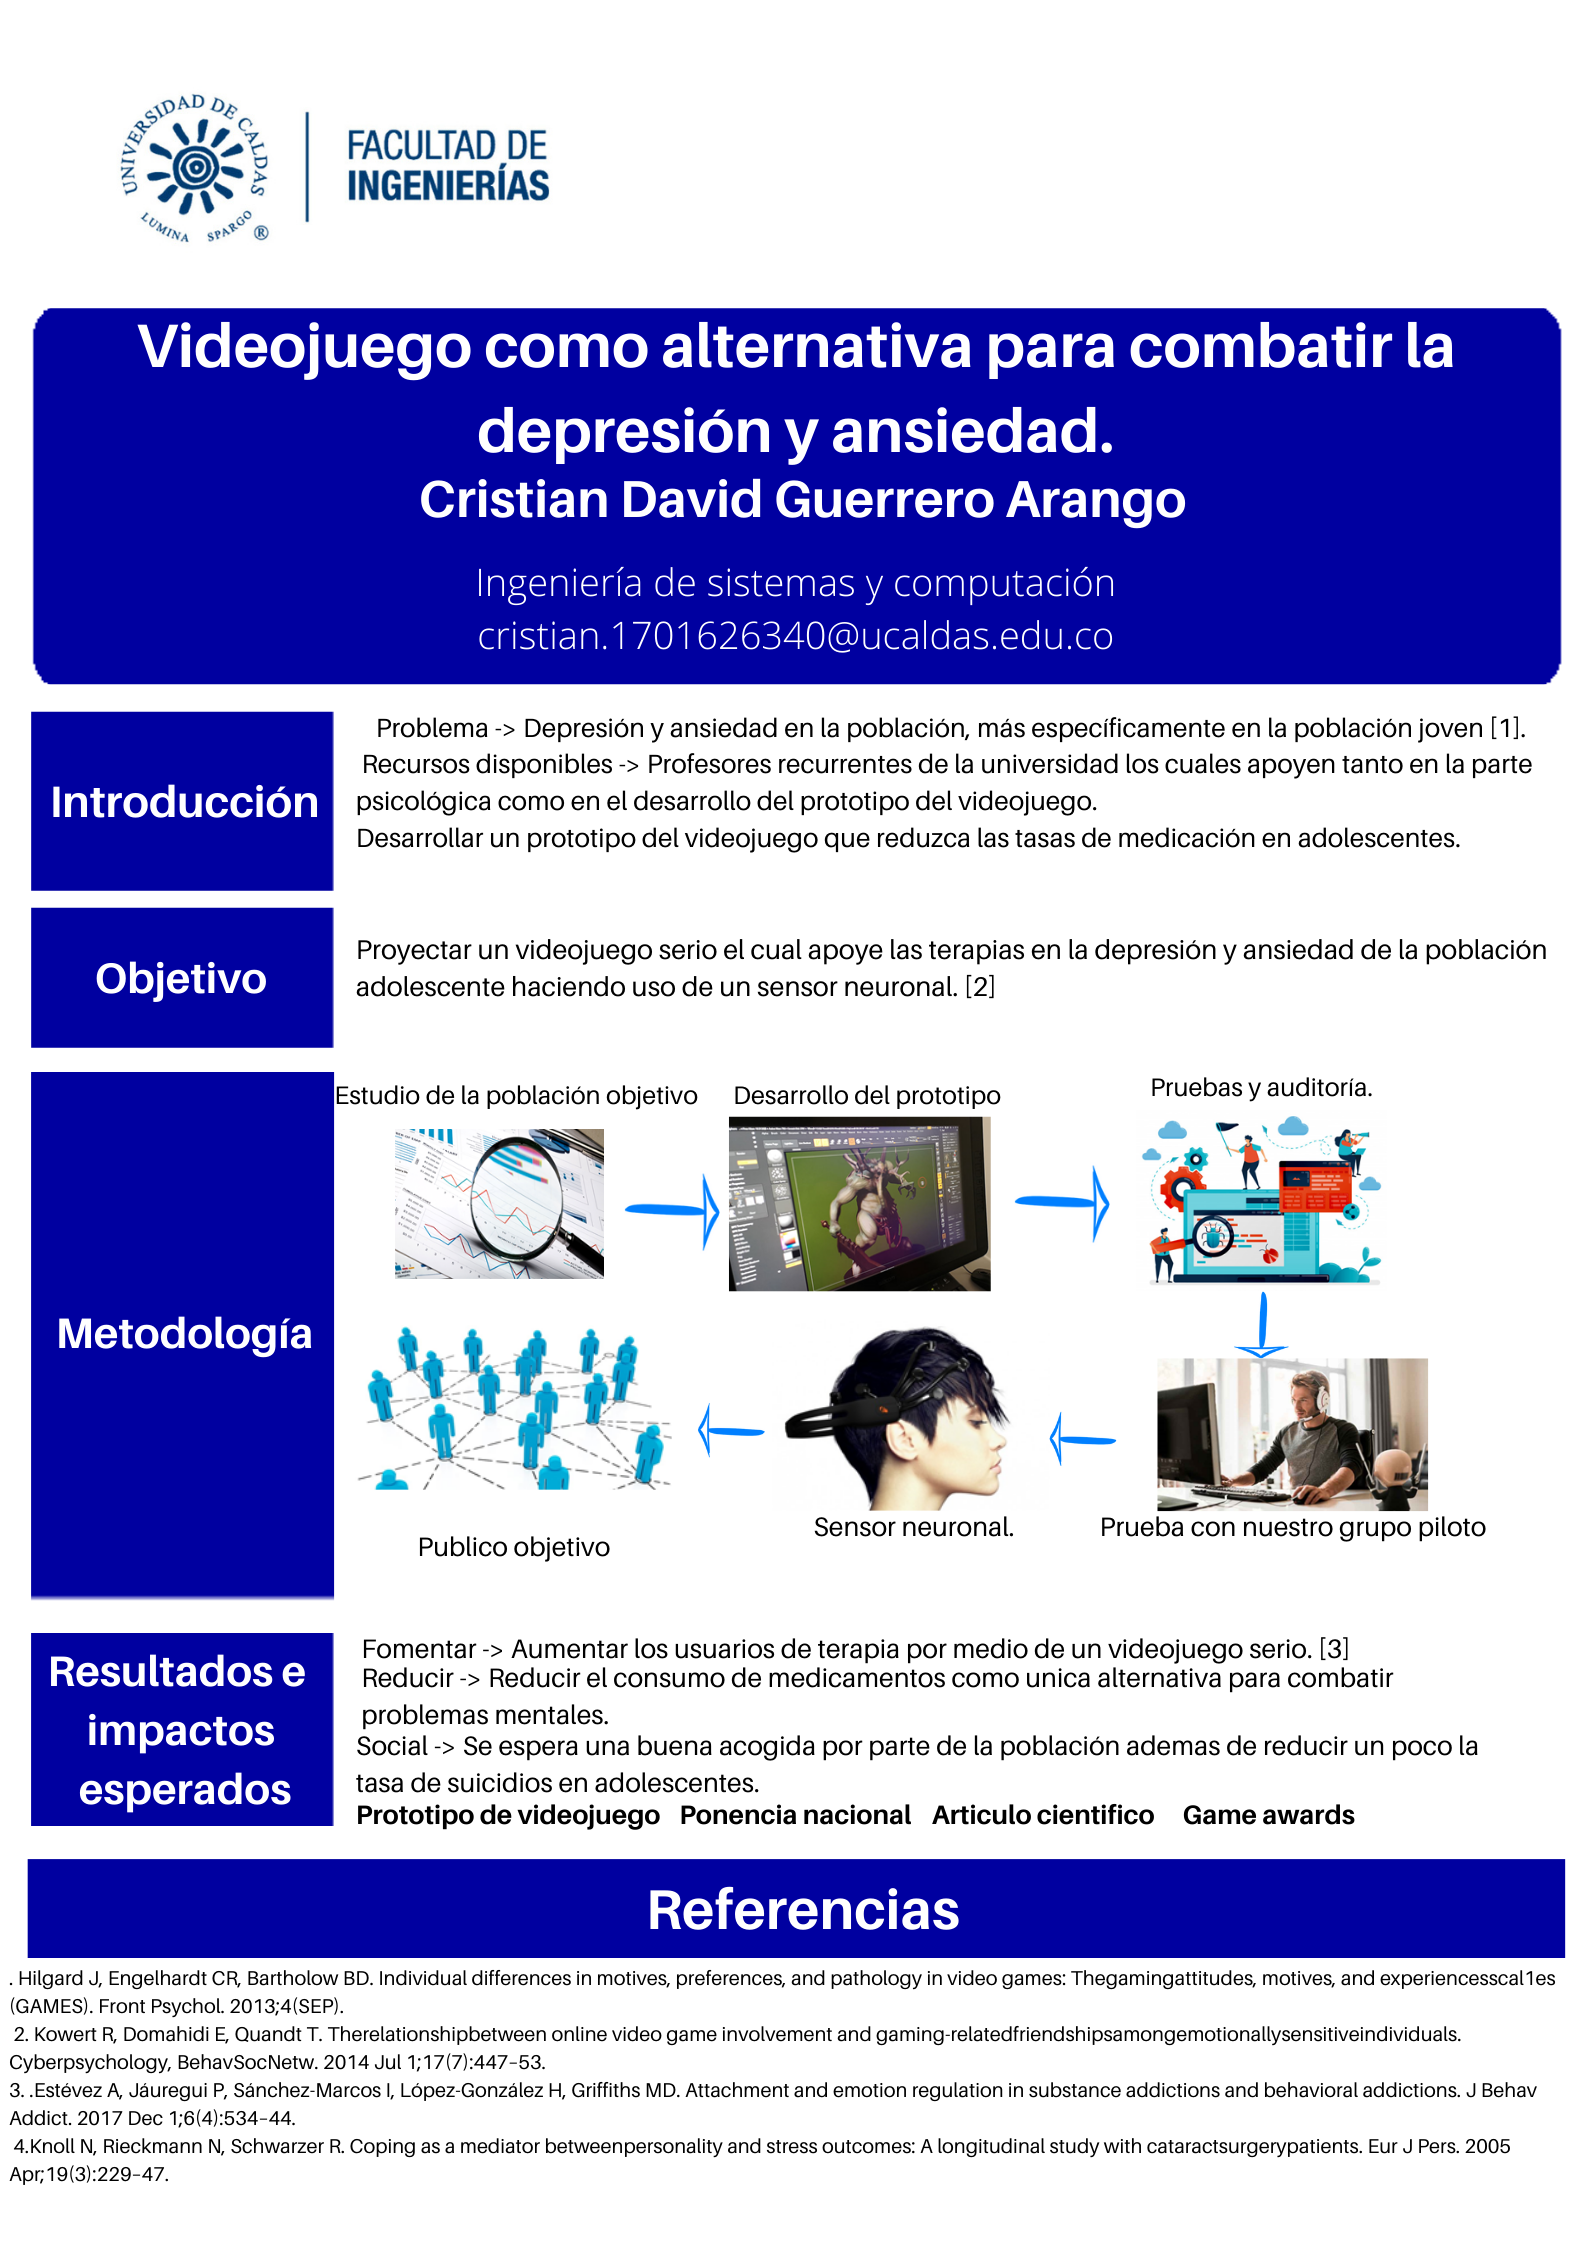 UNIVERSIDAD DE CALDAS
LUMINA SPARGO ®
FACULTAD DE
INGENIERÍAS
Videojuego como alternativa para combatir la
depresión y ansiedad.
Cristian David Guerrero Arango
Ingeniería de sistemas y computación
cristian.1701626340@ucaldas.edu.co
Introducción
Problema -> Depresión y ansiedad en la población, más específicamente en la población joven [1].
Recursos disponibles -> Profesores recurrentes de la universidad los cuales apoyen tanto en la parte
psicológica como en el desarrollo del prototipo del videojuego.
Desarrollar un prototipo del videojuego que reduzca las tasas de medicación en adolescentes.
Objetivo
Proyectar un videojuego serio el cual apoye las terapias en la depresión y ansiedad de la población
adolescente haciendo uso de un sensor neuronal. [2]
Metodología
Estudio de la población objetivo
Desarrollo del prototipo
Pruebas y auditoría.
Publico objetivo
Sensor neuronal.
Prueba con nuestro grupo piloto
Resultados e
impactos
esperados
Fomentar -> Aumentar los usuarios de terapia por medio de un videojuego serio. [3]
Reducir -> Reducir el consumo de medicamentos como unica alternativa para combatir
problemas mentales.
Social -> Se espera una buena acogida por parte de la población ademas de reducir un poco la
tasa de suicidios en adolescentes.
Prototipo de videojuego Ponencia nacional Articulo cientifico Game awards
Referencias
. Hilgard J, Engelhardt CR, Bartholow BD. Individual differences in motives, preferences, and pathology in video games: Thegamingattitudes, motives, and experiencesscal1es
(GAMES). Front Psychol. 2013;4(SEP).
2. Kowert R, Domahidi E, Quandt T. Therelationshipbetween online video game involvement and gaming-relatedfriendshipsamongemotionallysensitiveindividuals.
Cyberpsychology, BehavSocNetw. 2014 Jul 1;17(7):447–53.
3. .Estévez A, Jáuregui P, Sánchez-Marcos I, López-González H, Griffiths MD. Attachment and emotion regulation in substance addictions and behavioral addictions. J Behav
Addict. 2017 Dec 1;6(4):534–44.
4.Knoll N, Rieckmann N, Schwarzer R. Coping as a mediator betweenpersonality and stress outcomes: A longitudinal study with cataractsurgerypatients. Eur J Pers. 2005
Apr;19(3):229–47.